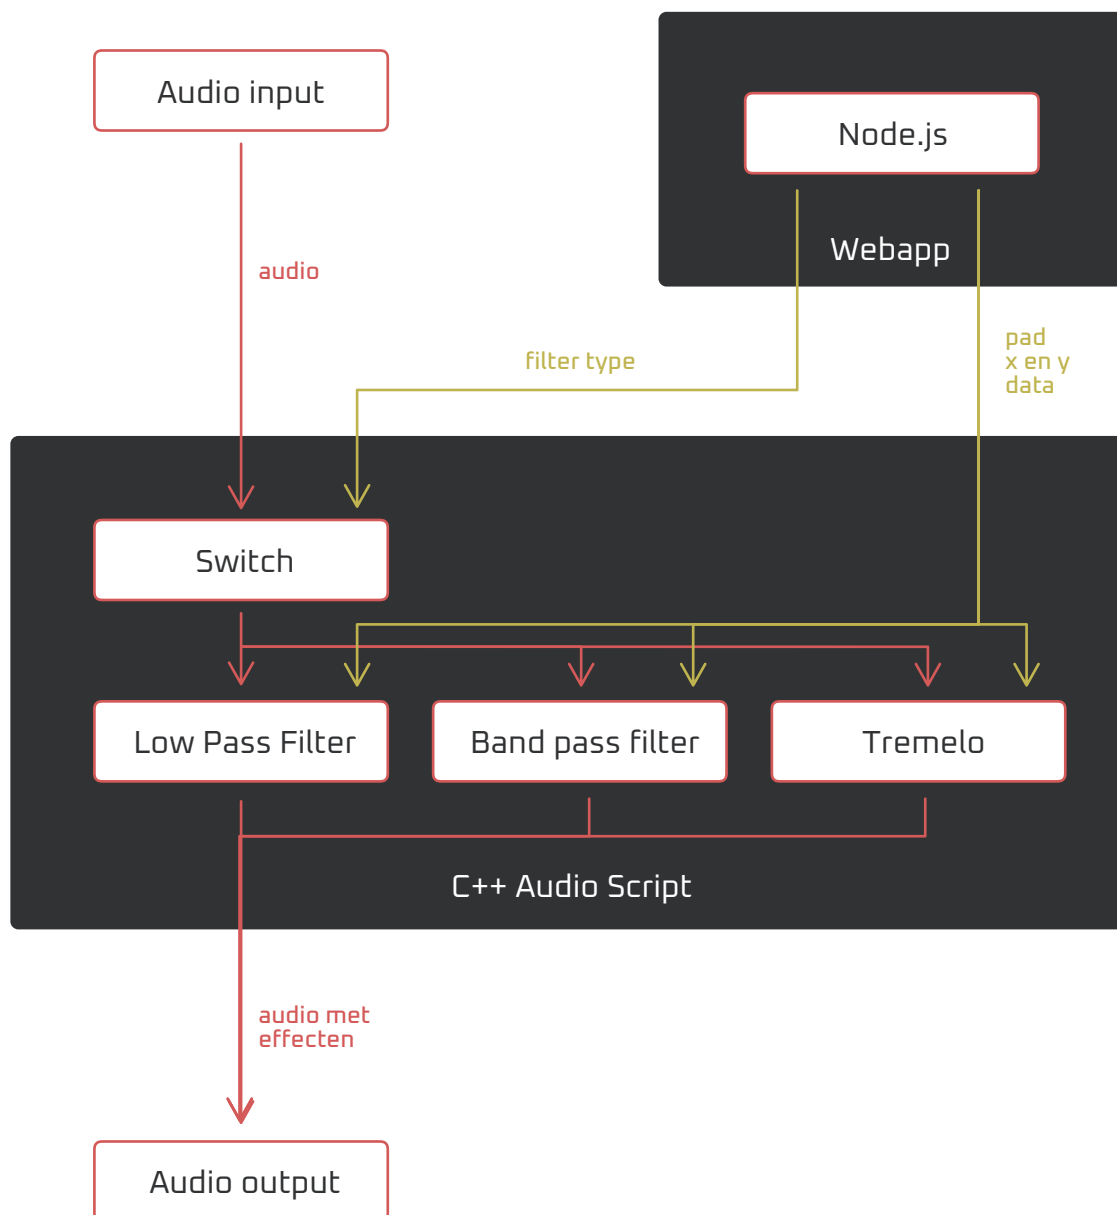 Audio input
Node.js
Webapp
audio
filter type
pad
x en y
data
Switch
Low Pass Filter
Band pass filter
Tremelo
C++ Audio Script
audio met
effecten
Audio output